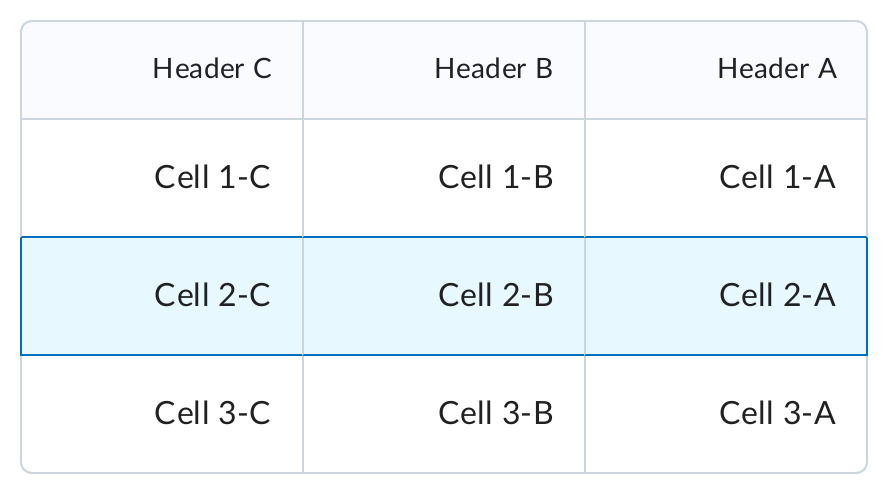 Header C Header B Header A
Cell 1-C Cell 1-B Cell 1-A
Cell 2-C Cell 2-B Cell 2-A
Cell 3-C Cell 3-B Cell 3-A